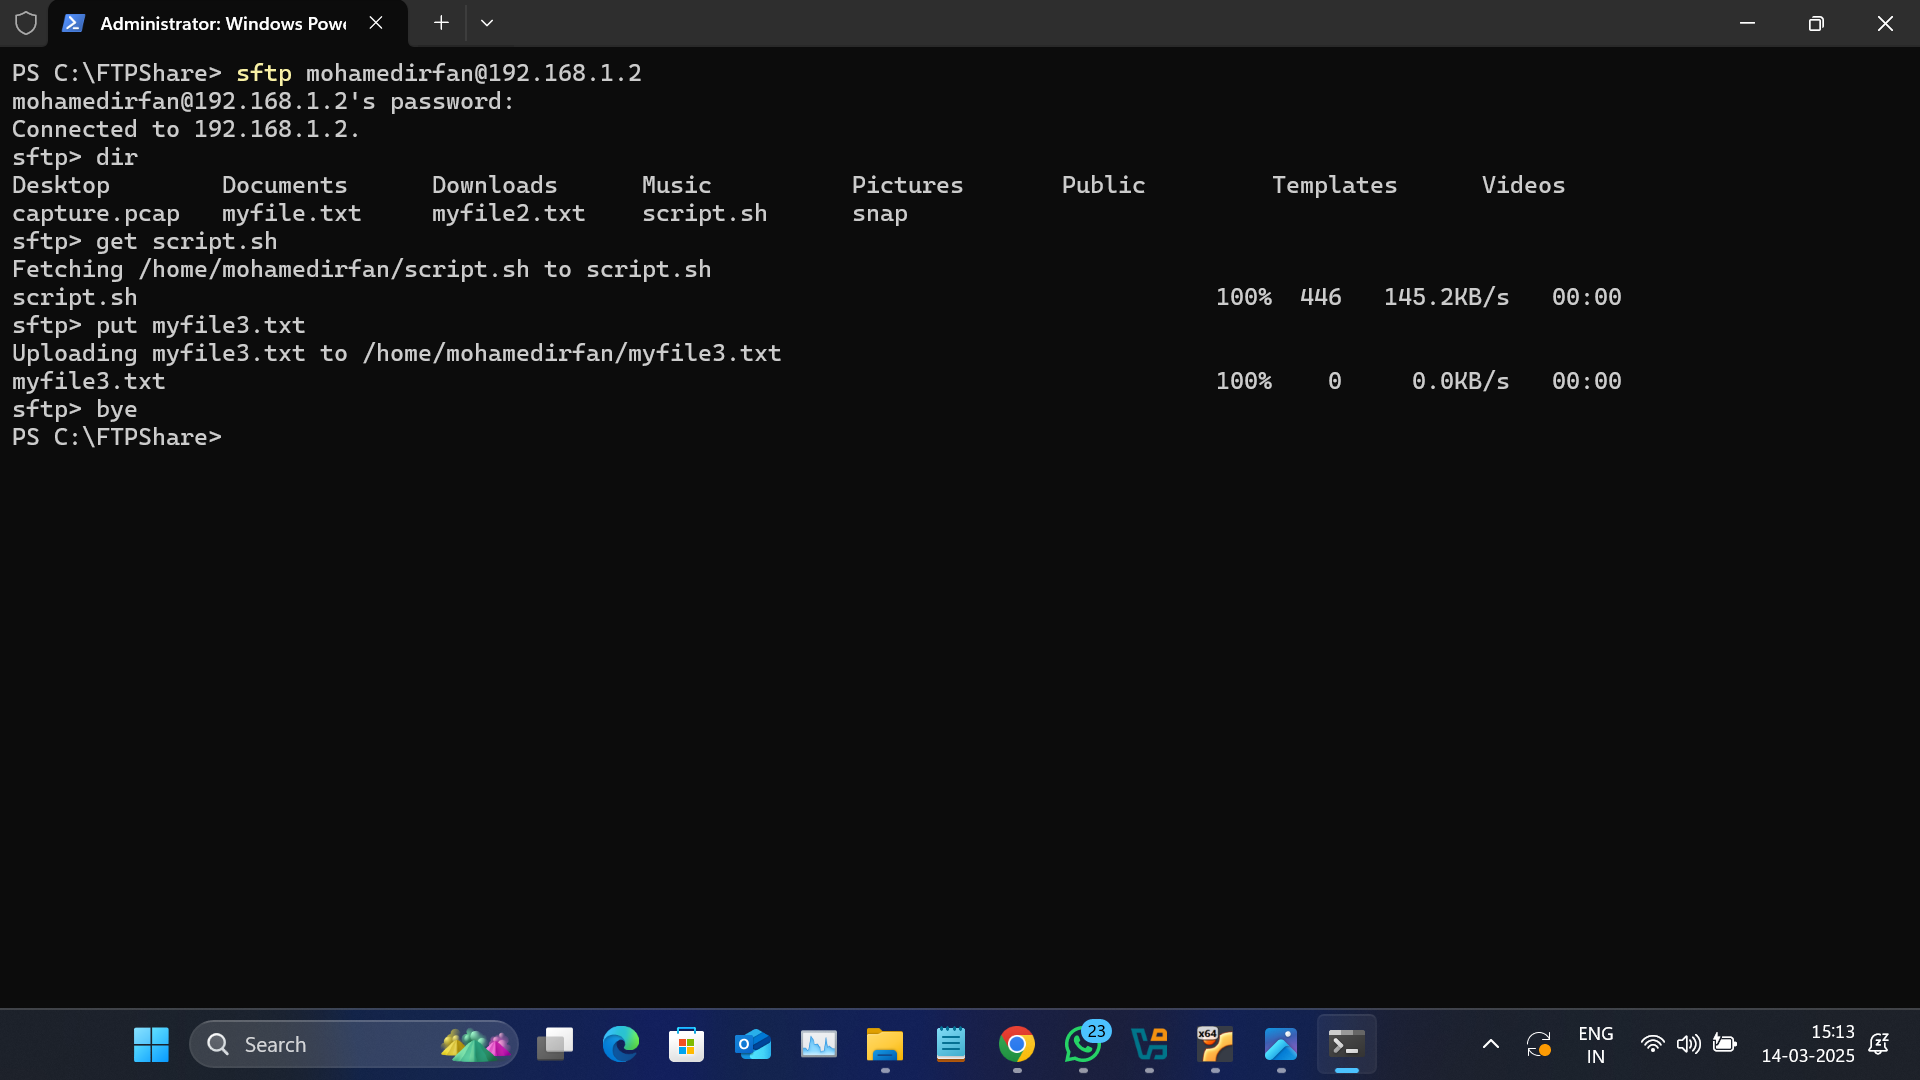 Administrator: Windows Powe
PS C:\FTPShare> sftp mohamedirfan@192.168.1.2
mohamedirfan@192.168.1.2's password:
Connected to 192.168.1.2.
sftp> dir
Desktop        Documents      Downloads      Music          Pictures       Public         Templates      Videos
capture.pcap   myfile.txt     myfile2.txt    script.sh      snap
sftp> get script.sh
Fetching /home/mohamedirfan/script.sh to script.sh
script.sh                                                                             100%  446   145.2KB/s   00:00
sftp> put myfile3.txt
Uploading myfile3.txt to /home/mohamedirfan/myfile3.txt
myfile3.txt                                                                           100%    0     0.0KB/s   00:00
sftp> bye
PS C:\FTPShare>
Search
23
x64
ENG
IN
15:13
14-03-2025